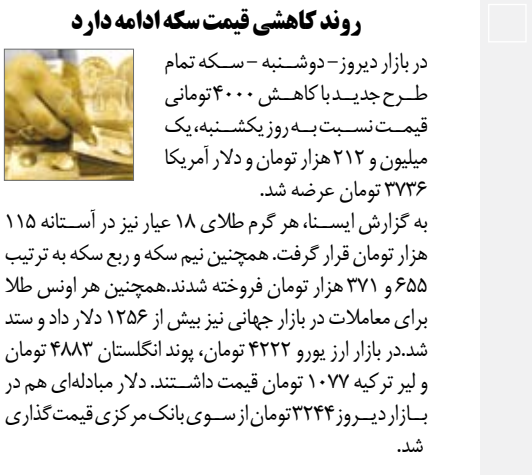 روند کاهشی قیمت سکه ادامه دارد
در بازار دیروز- دوشنبه - سکه تمام
طرح جدید با کاهش ۴۰۰۰ تومانی
قیمت نسبت به روز یکشنبه، یک
میلیون و ۲۱۲ هزار تومان و دلار آمریکا
۳۷۳۶ تومان عرضه شد.
به گزارش ایسنا، هر گرم طلای ۱۸ عیار نیز در آستانه ۱۱۵
هزار تومان قرار گرفت. همچنین نیم سکه و ربع سکه به ترتیب
۶۵۵ و ۳۷۱ هزار تومان فروخته شدند.همچنین هر اونس طلا
برای معاملات در بازار جهانی نیز بیش از ۱۲۵۶ دلار داد و ستد
شد.در بازار ارز یورو ۴۲۲۲ تومان، پوند انگلستان ۴۸۸۳ تومان
و لیر ترکیه ۱۰۷۷ تومان قیمت داشتند. دلار مبادله‌ای هم در
بازار دیروز ۳۲۴۴ تومان از سوی بانک مرکزی قیمت گذاری
شد.